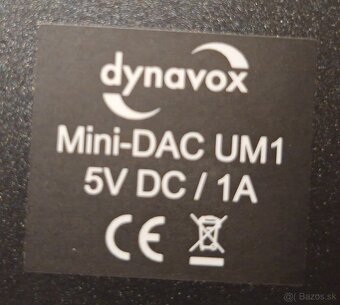 dynavox
Mini-DAC UM1
5V DC / 1A
CE
Bazos.sk